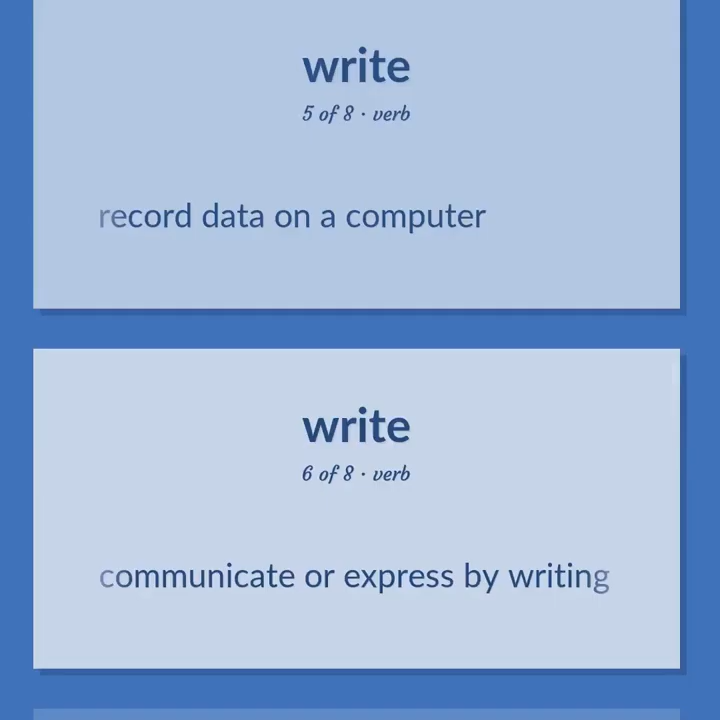 write
5 of 8 · verb
record data on a computer
write
6 of 8 · verb
communicate or express by writing